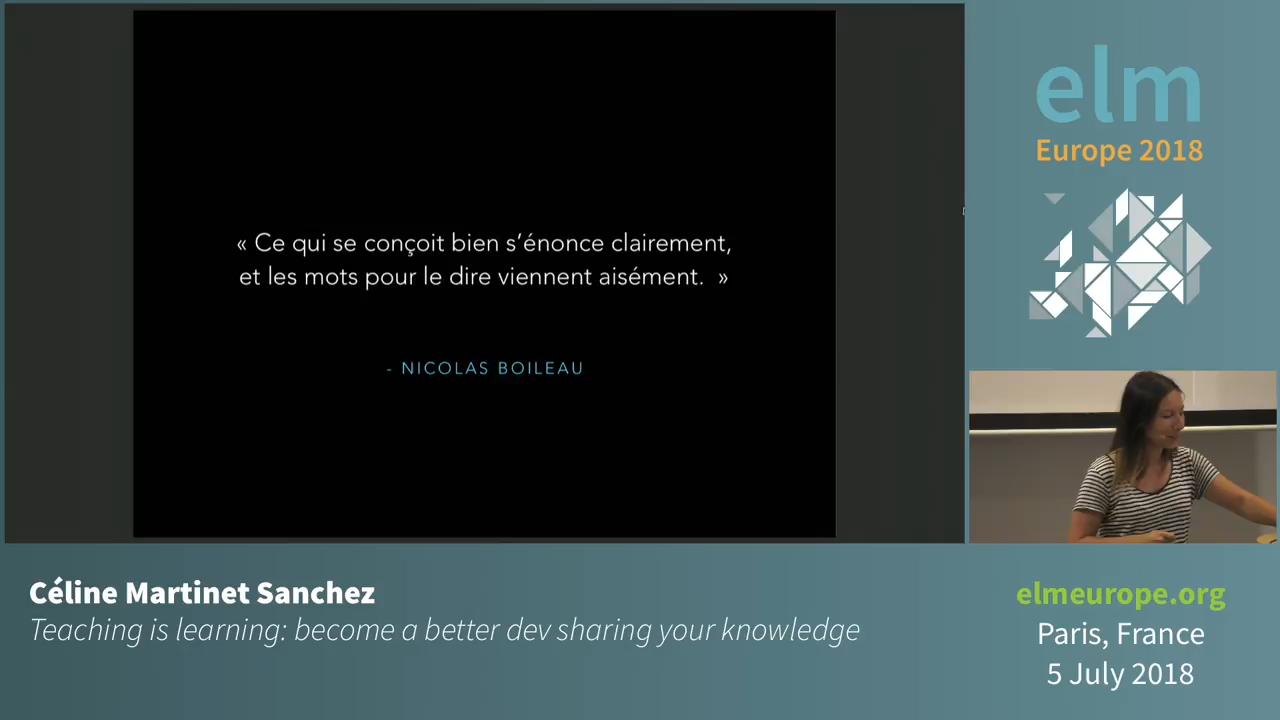 « Ce qui se conçoit bien s’énonce clairement,
et les mots pour le dire viennent aisément.  »
- NICOLAS BOILEAU
elm
Europe 2018
Céline Martinet Sanchez
Teaching is learning: become a better dev sharing your knowledge
elmeurope.org
Paris, France
5 July 2018